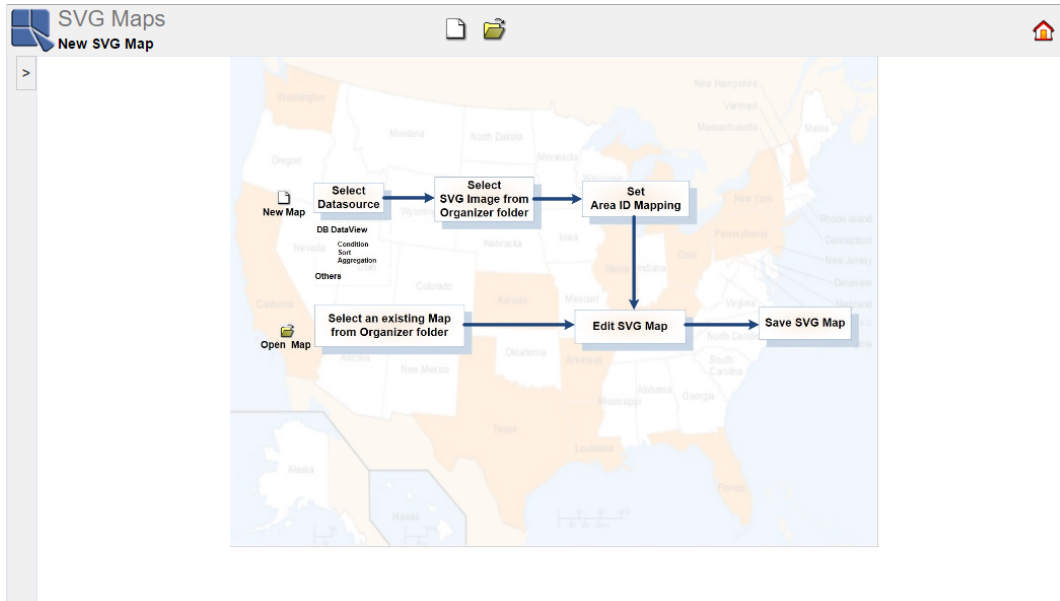 SVG Maps
New SVG Map
>
New Hampshire
Vermont
Massachusetts
Washington
Montana
North Dakota
Maine
Minnesota
Oregon
Wisconsin
New Map
Select
Datasource
Select
SVG Image from
Organizer folder
Set
Area ID Mapping
Wyoming
New York
Rhode Island
DB DataView
Condition
Sort
Aggregation
Others
Nevada
Utah
Nebraska
Iowa
Illinois
Indiana
Ohio
Pennsylvania
Connecticut
New Jersey
Delaware
Maryland
Colorado
California
Kansas
Missouri
Virginia
Open Map
Select an existing Map
from Organizer folder
Edit SVG Map
Save SVG Map
North Carolina
Arizona
New Mexico
Oklahoma
Arkansas
South
Carolina
Mississippi
Alabama
Georgia
Texas
Louisiana
Alaska
Florida
Hawaii